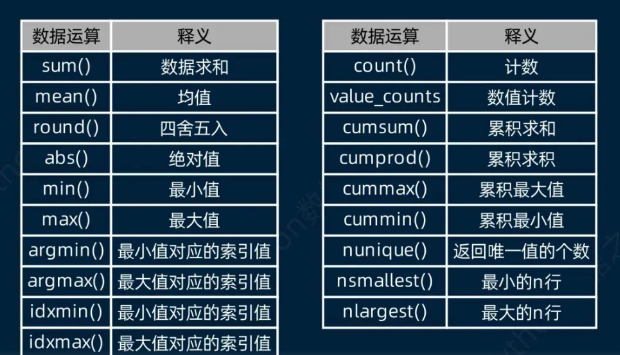 数据运算 释义
sum() 数据求和
mean() 均值
round() 四舍五入
abs() 绝对值
min() 最小值
max() 最大值
argmin() 最小值对应的索引值
argmax() 最大值对应的索引值
idxmin() 最小值对应的索引值
idxmax() 最大值对应的索引值
数据运算 释义
count() 计数
value_counts 数值计数
cumsum() 累积求和
cumprod() 累积求积
cummax() 累积最大值
cummin() 累积最小值
nunique() 返回唯一值的个数
nsmallest() 最小的n行
nlargest() 最大的n行